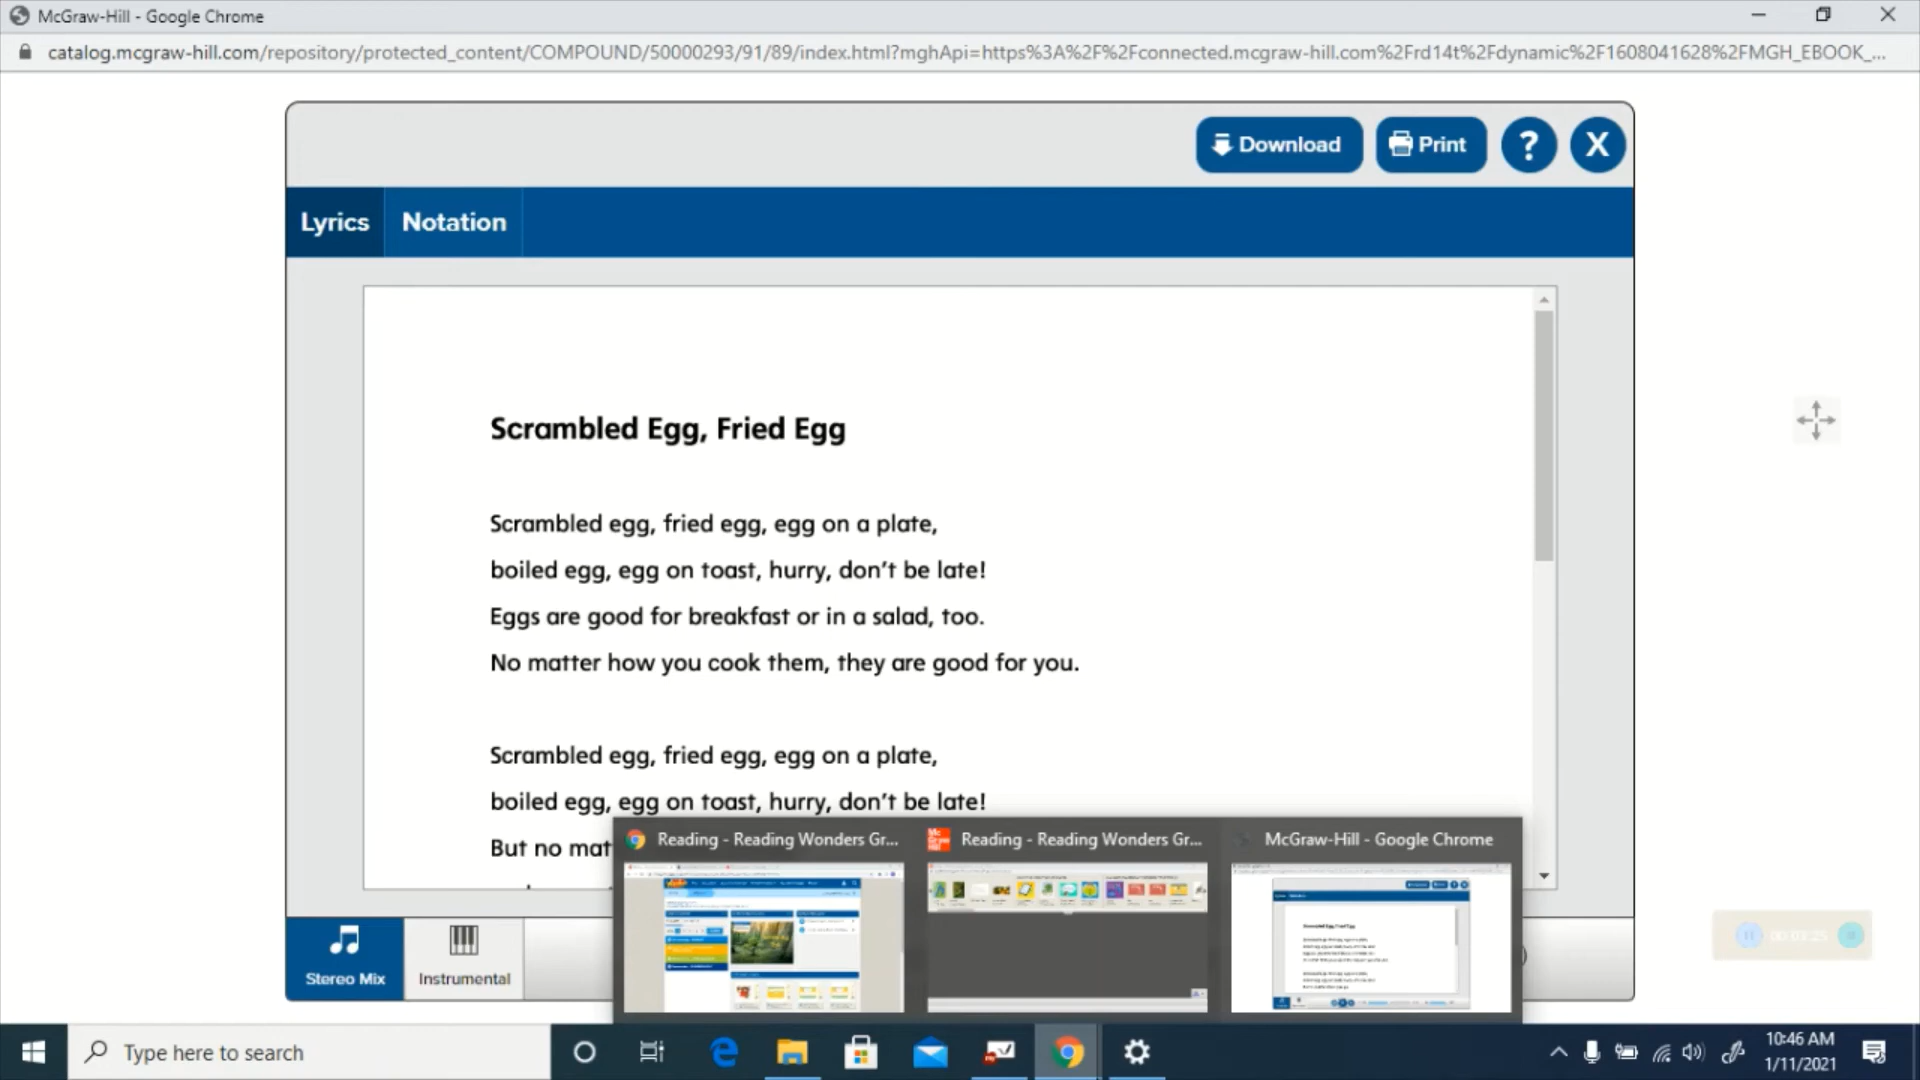 McGraw-Hill - Google Chrome
catalog.mcgraw-hill.com/repository/protected_content/COMPOUND/50000293/91/89/index.html?mghApi=https%3A%2F%2Fconnected.mcgraw-hill.com%2Frd14t%2Fdynamic%2F1608041628%2FMGH_EBOOK_...
Download
Print
?
X
Lyrics
Notation
Scrambled Egg, Fried Egg
Scrambled egg, fried egg, egg on a plate,
boiled egg, egg on toast, hurry, don't be late!
Eggs are good for breakfast or in a salad, too.
No matter how you cook them, they are good for you.
Scrambled egg, fried egg, egg on a plate,
boiled egg, egg on toast, hurry, don't be late!
But no mat
Reading - Reading Wonders Gr...
Mc Graw Hill
Reading - Reading Wonders Gr...
McGraw-Hill - Google Chrome
Stereo Mix
Instrumental
Type here to search
10:46 AM
1/11/2021